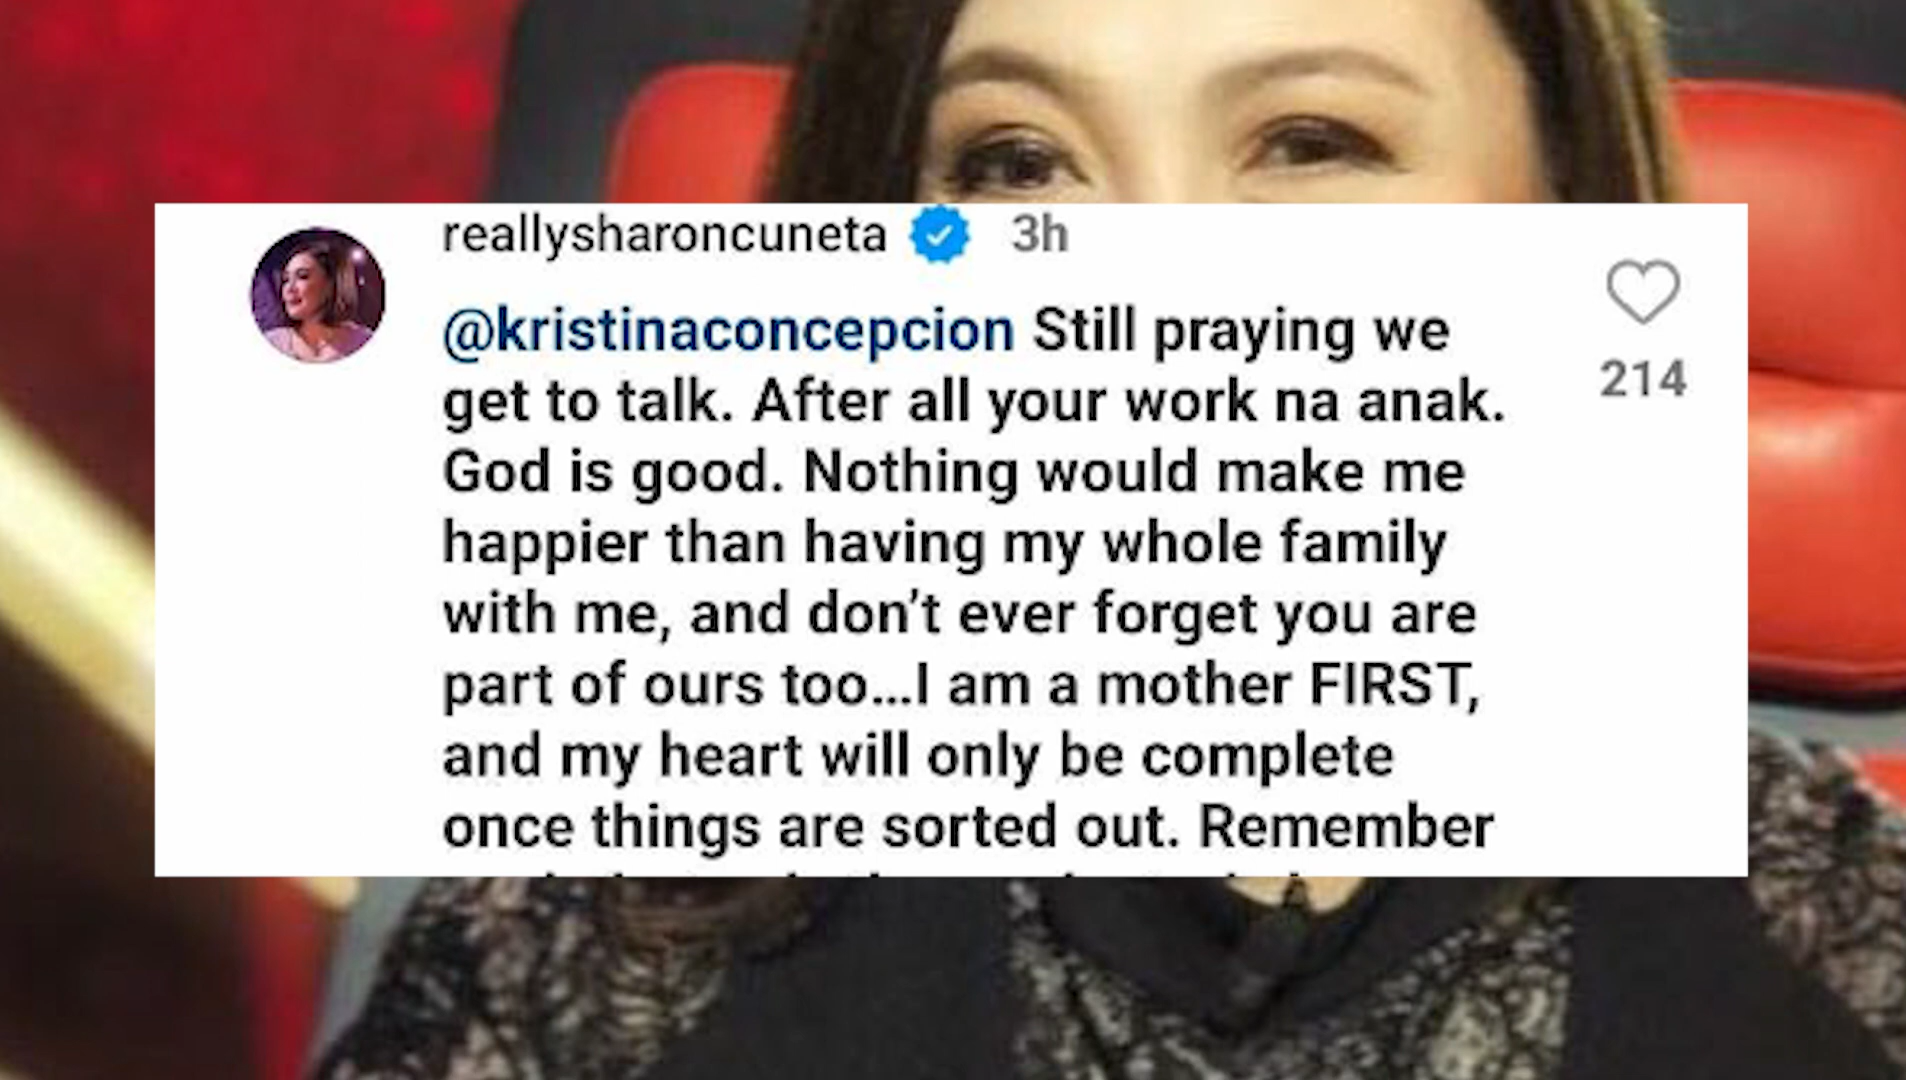 reallysharoncuneta 3h
@kristinaconcepcion Still praying we
get to talk. After all your work na anak.
214
God is good. Nothing would make me
happier than having my whole family
with me, and don’t ever forget you are
part of ours too...I am a mother FIRST,
and my heart will only be complete
once things are sorted out. Remember